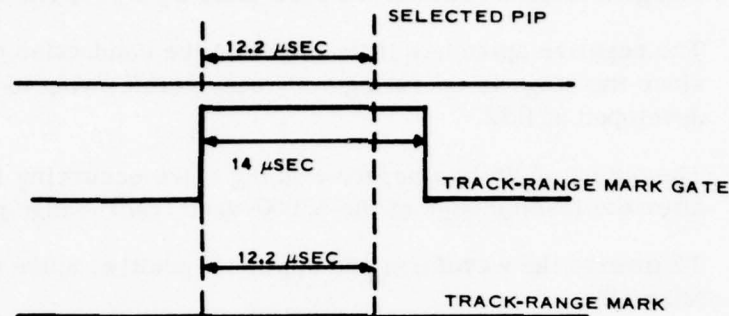 SELECTED PIP
12.2 μSEC
14 μSEC
TRACK-RANGE MARK GATE
12.2 μSEC
TRACK-RANGE MARK